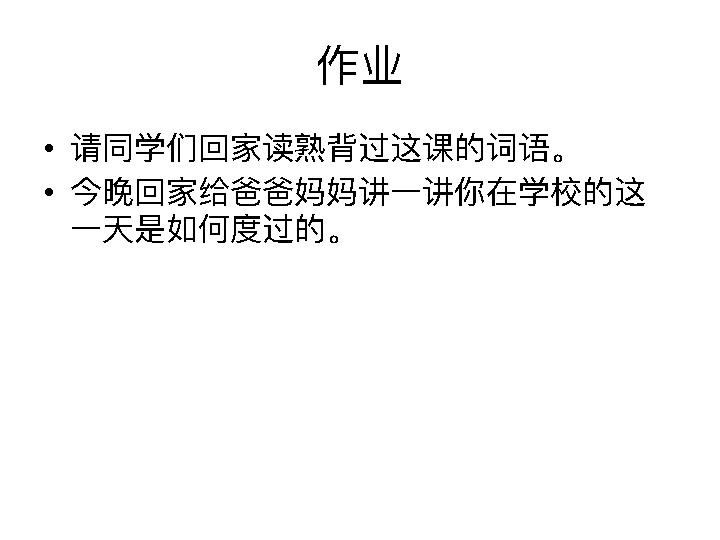 作业
• 请同学们回家读熟背过这课的词语。
• 今晚回家给爸爸妈妈讲一讲你在学校的这
一天是如何度过的。